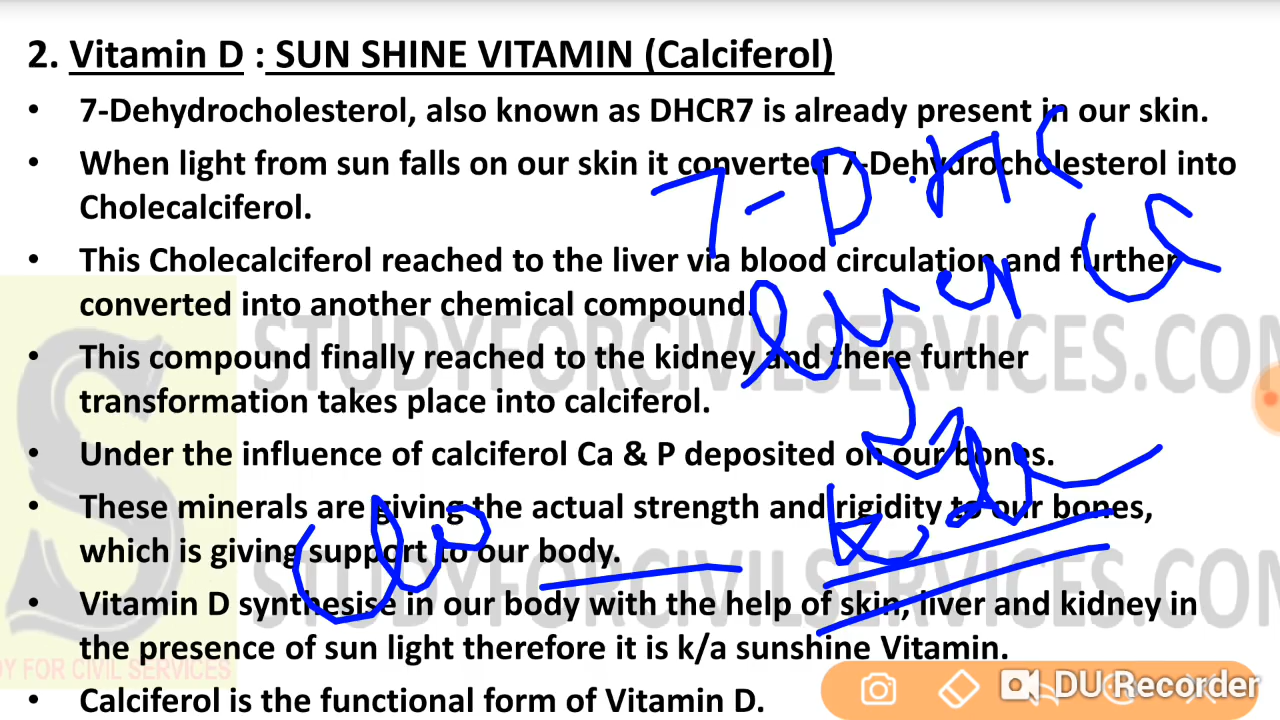 2. Vitamin D : SUN SHINE VITAMIN (Calciferol)
• 7-Dehydrocholesterol, also known as DHCR7 is already present in our skin.
• When light from sun falls on our skin it converted 7-Dehydrocholesterol into
Cholecalciferol.
• This Cholecalciferol reached to the liver via blood circulation and further
converted into another chemical compound.
• This compound finally reached to the kidney and there further
transformation takes place into calciferol.
• Under the influence of calciferol Ca & P deposited on our bones.
• These minerals are giving the actual strength and rigidity to our bones,
which is giving support to our body.
• Vitamin D synthesise in our body with the help of skin, liver and kidney in
the presence of sun light therefore it is k/a sunshine Vitamin.
• Calciferol is the functional form of Vitamin D.
7-DHC
liver
STUDYFORCIVILSERVICES.COM
STUDYFORCIVILSERVICES.COM
DY FOR CIVIL SERVICES
DU Recorder